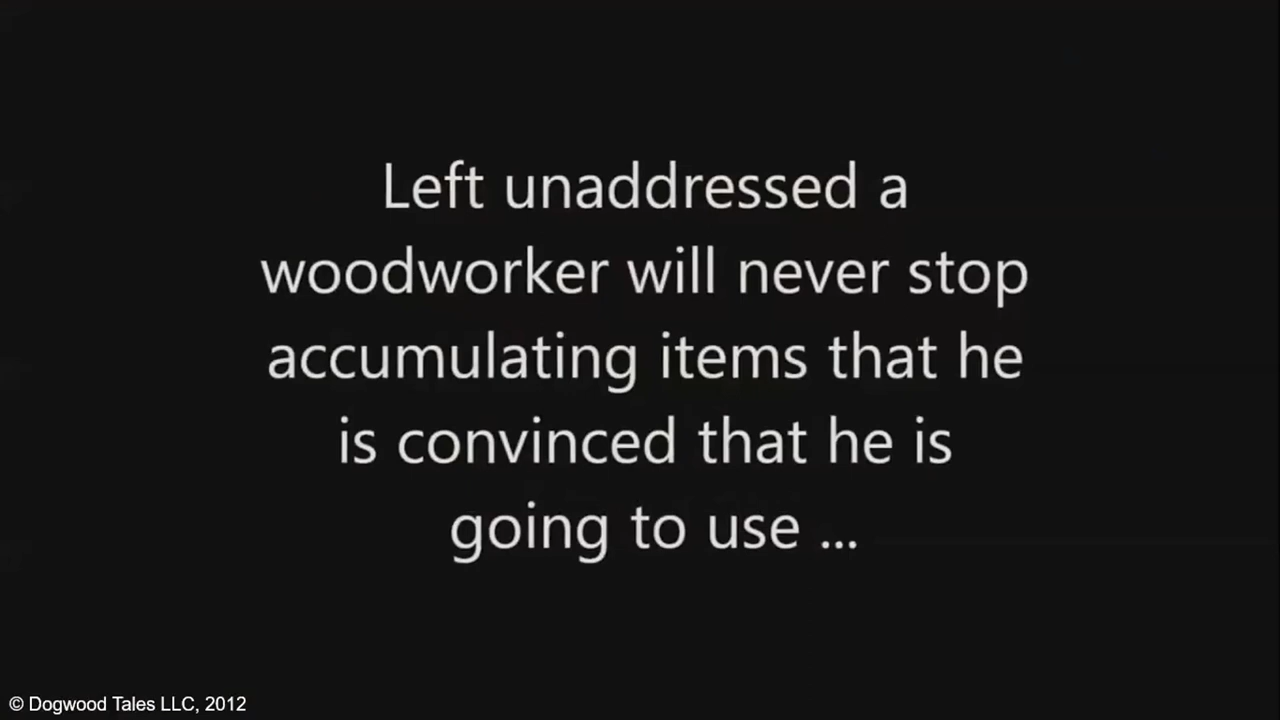 Left unaddressed a
woodworker will never stop
accumulating items that he
is convinced that he is
going to use ...
© Dogwood Tales LLC, 2012